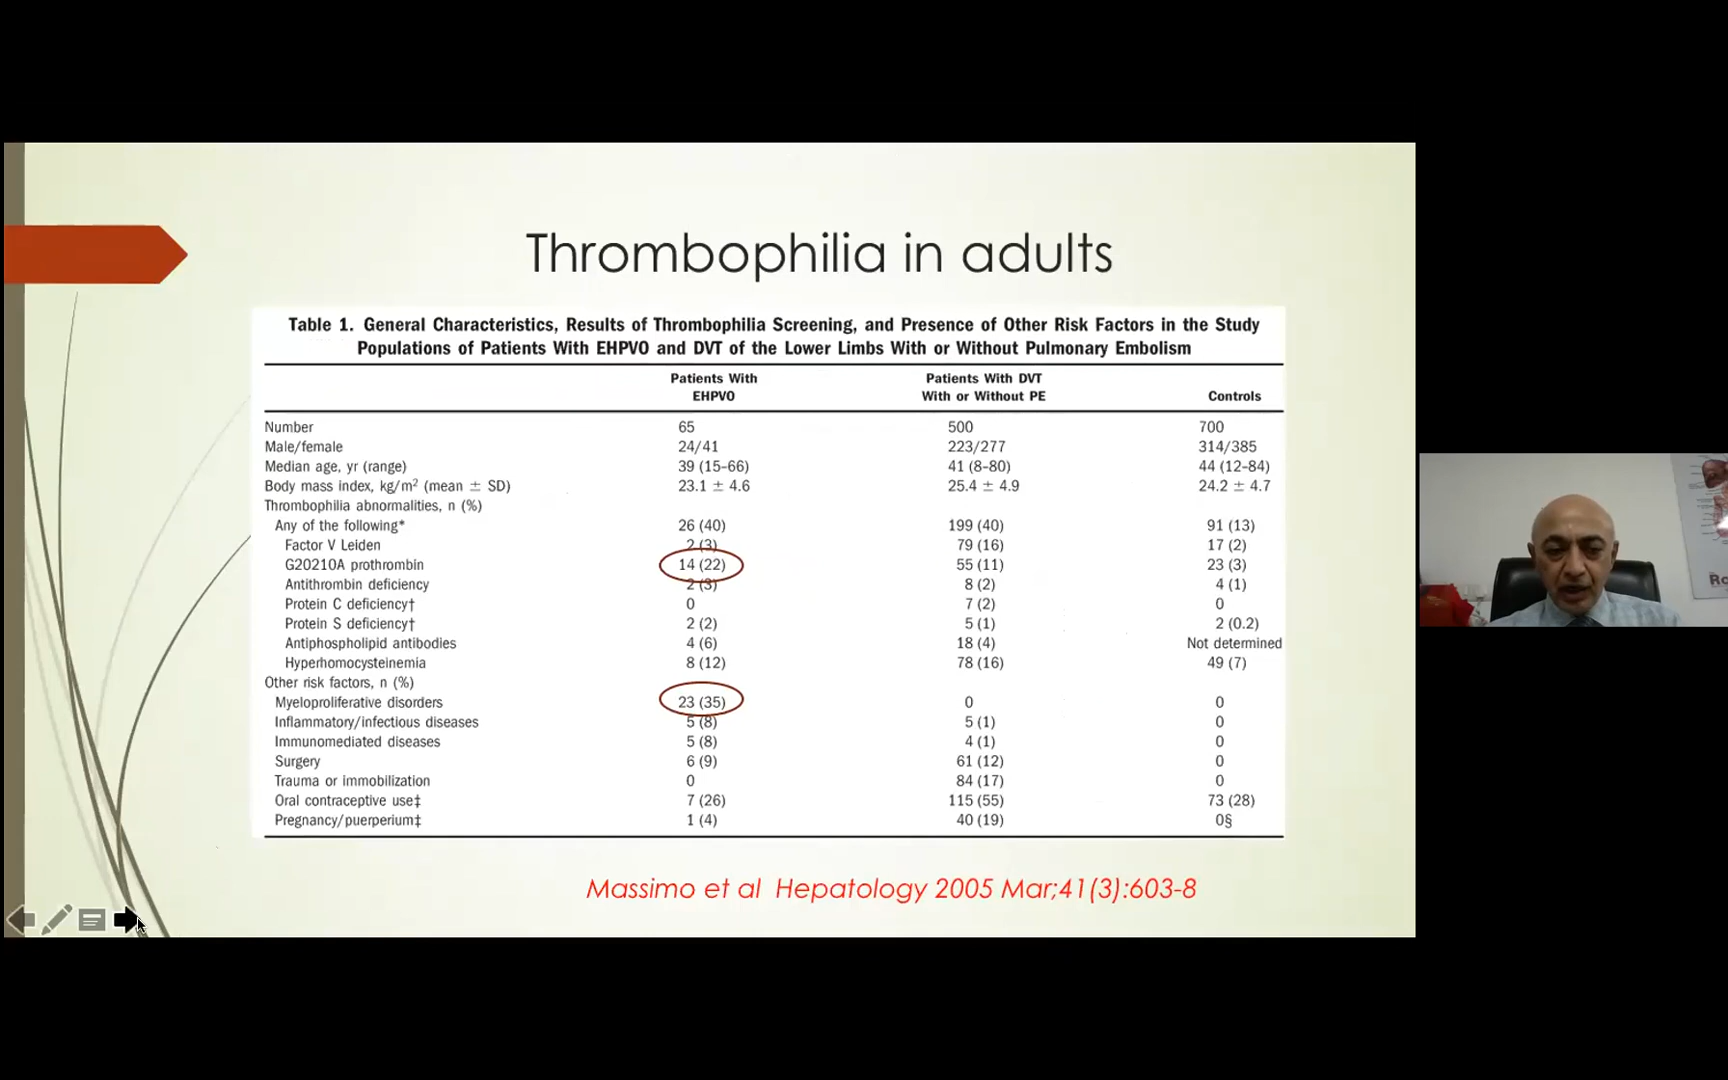 Thrombophilia in adults
Table 1. General Characteristics, Results of Thrombophilia Screening, and Presence of Other Risk Factors in the Study
Populations of Patients With EHPVO and DVT of the Lower Limbs With or Without Pulmonary Embolism
Patients With Patients With DVT
EHPVO With or Without PE Controls
Number 65 500 700
Male/female 24/41 223/277 314/385
Median age, yr (range) 39 (15–66) 41 (8–80) 44 (12–84)
Body mass index, kg/m² (mean ± SD) 23.1 ± 4.6 25.4 ± 4.9 24.2 ± 4.7
Thrombophilia abnormalities, n (%)
Any of the following* 26 (40) 199 (40) 91 (13)
Factor V Leiden 2 (3) 79 (16) 17 (2)
G20210A prothrombin 14 (22) 55 (11) 23 (3)
Antithrombin deficiency 2 (3) 8 (2) 4 (1)
Protein C deficiency† 0 7 (2) 0
Protein S deficiency† 2 (2) 5 (1) 2 (0.2)
Antiphospholipid antibodies 4 (6) 18 (4) Not determined
Hyperhomocysteinemia 8 (12) 78 (16) 49 (7)
Other risk factors, n (%)
Myeloproliferative disorders 23 (35) 0 0
Inflammatory/infectious diseases 5 (8) 5 (1) 0
Immunomediated diseases 5 (8) 4 (1) 0
Surgery 6 (9) 61 (12) 0
Trauma or immobilization 0 84 (17) 0
Oral contraceptive use‡ 7 (26) 115 (55) 73 (28)
Pregnancy/puerperium‡ 1 (4) 40 (19) 0§
Massimo et al Hepatology 2005 Mar;41(3):603-8